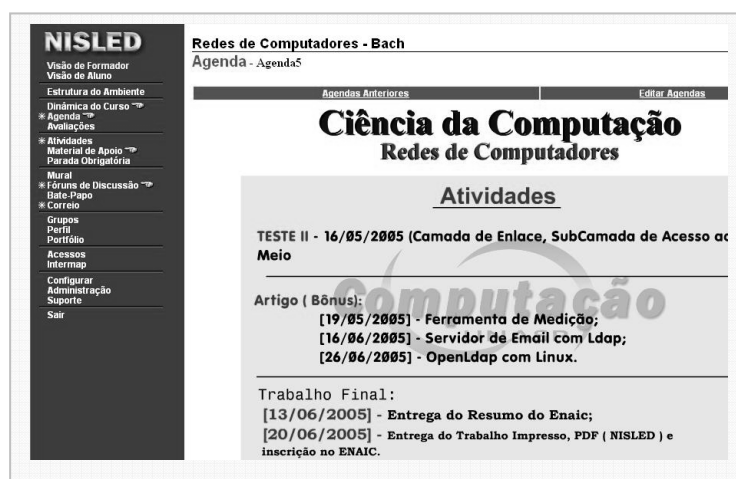 NISLED
Visão de Formador
Visão de Aluno
Estrutura do Ambiente
Dinâmica do Curso
* Agenda
Avaliações
* Atividades
Material de Apoio
Parada Obrigatória
Mural
* Fóruns de Discussão
Bate-Papo
* Correio
Grupos
Perfil
Portfólio
Acessos
Intermap
Configurar
Administração
Suporte
Sair
Redes de Computadores - Bach
Agenda - Agenda5
Agendas Anteriores
Editar Agendas
Ciência da Computação
Redes de Computadores
Atividades
TESTE II - 16/05/2005 (Camada de Enlace, SubCamada de Acesso ao
Meio
Computação
Artigo ( Bônus):
[19/05/2005] - Ferramenta de Medição;
[16/06/2005] - Servidor de Email com Ldap;
[26/06/2005] - OpenLdap com Linux.
Trabalho Final:
[13/06/2005] - Entrega do Resumo do Enaic;
[20/06/2005] - Entrega do Trabalho Impresso, PDF ( NISLED ) e
inscrição no ENAIC.